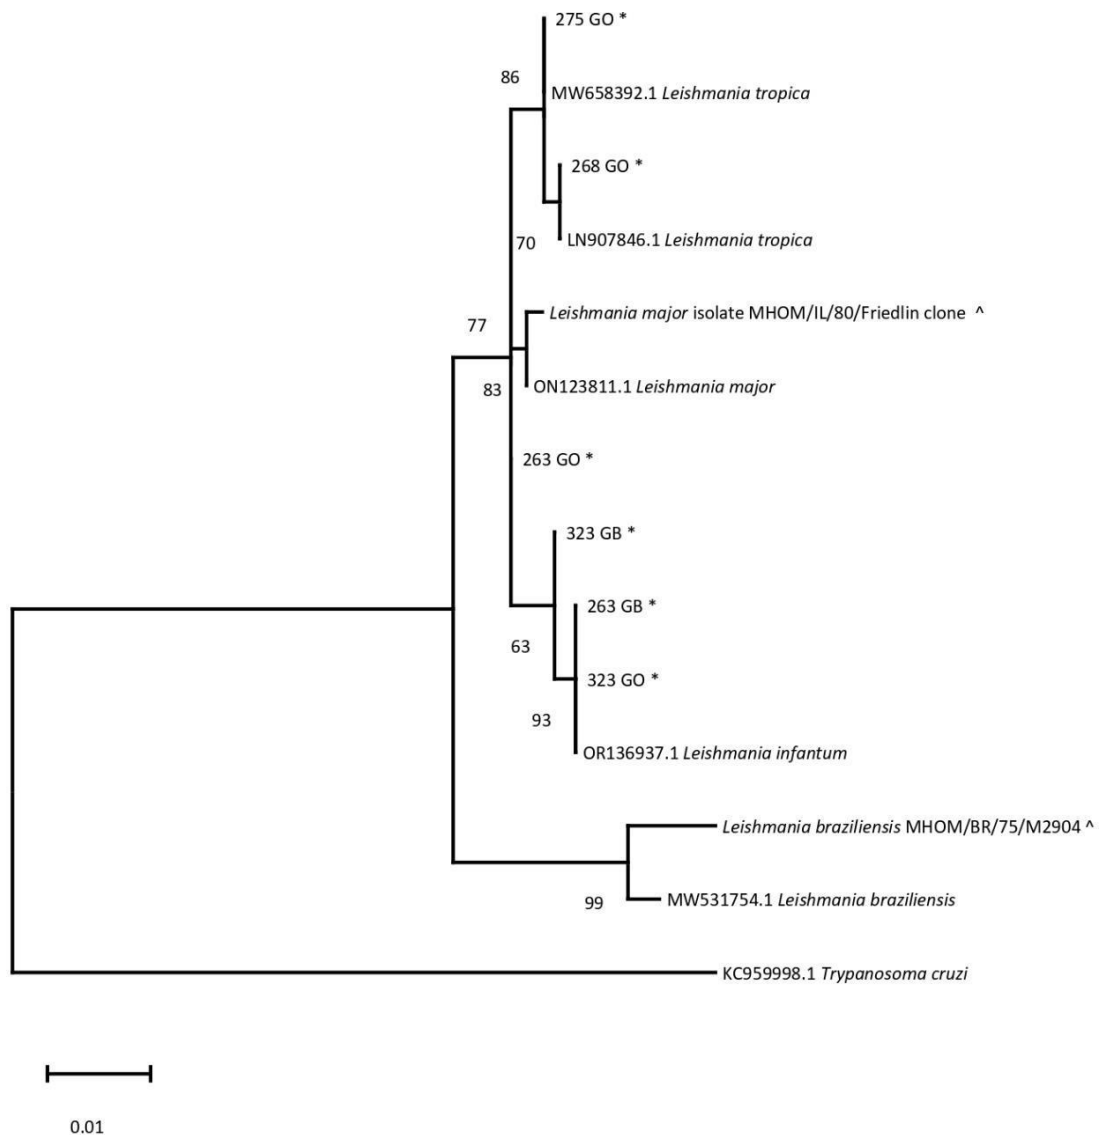 275 GO *
86
MW658392.1 Leishmania tropica
268 GO *
70
LN907846.1 Leishmania tropica
Leishmania major isolate MHOM/IL/80/Friedlin clone ^
77
83
ON123811.1 Leishmania major
263 GO *
323 GB *
263 GB *
63
323 GO *
93
OR136937.1 Leishmania infantum
Leishmania braziliensis MHOM/BR/75/M2904 ^
99
MW531754.1 Leishmania braziliensis
KC959998.1 Trypanosoma cruzi
0.01